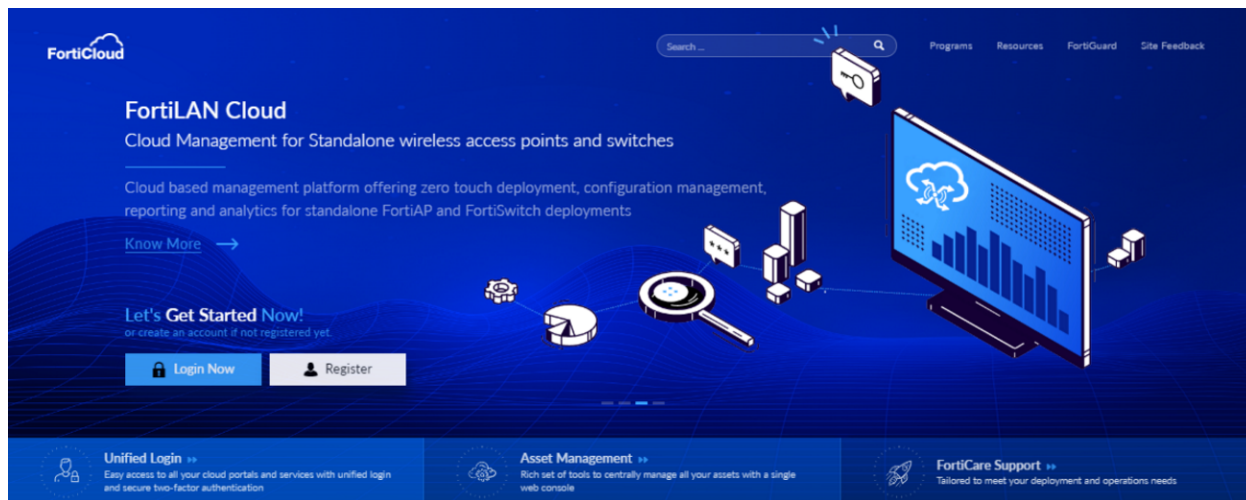 FortiCloud
Search ...
Programs
Resources
FortiGuard
Site Feedback
FortiLAN Cloud
Cloud Management for Standalone wireless access points and switches
Cloud based management platform offering zero touch deployment, configuration management,
reporting and analytics for standalone FortiAP and FortiSwitch deployments
Know More
Let's Get Started Now!
or create an account if not registered yet.
Login Now
Register
Unified Login
Easy access to all your cloud portals and services with unified login
and secure two-factor authentication
Asset Management
Rich set of tools to centrally manage all your assets with a single
web console
FortiCare Support
Tailored to meet your deployment and operations needs